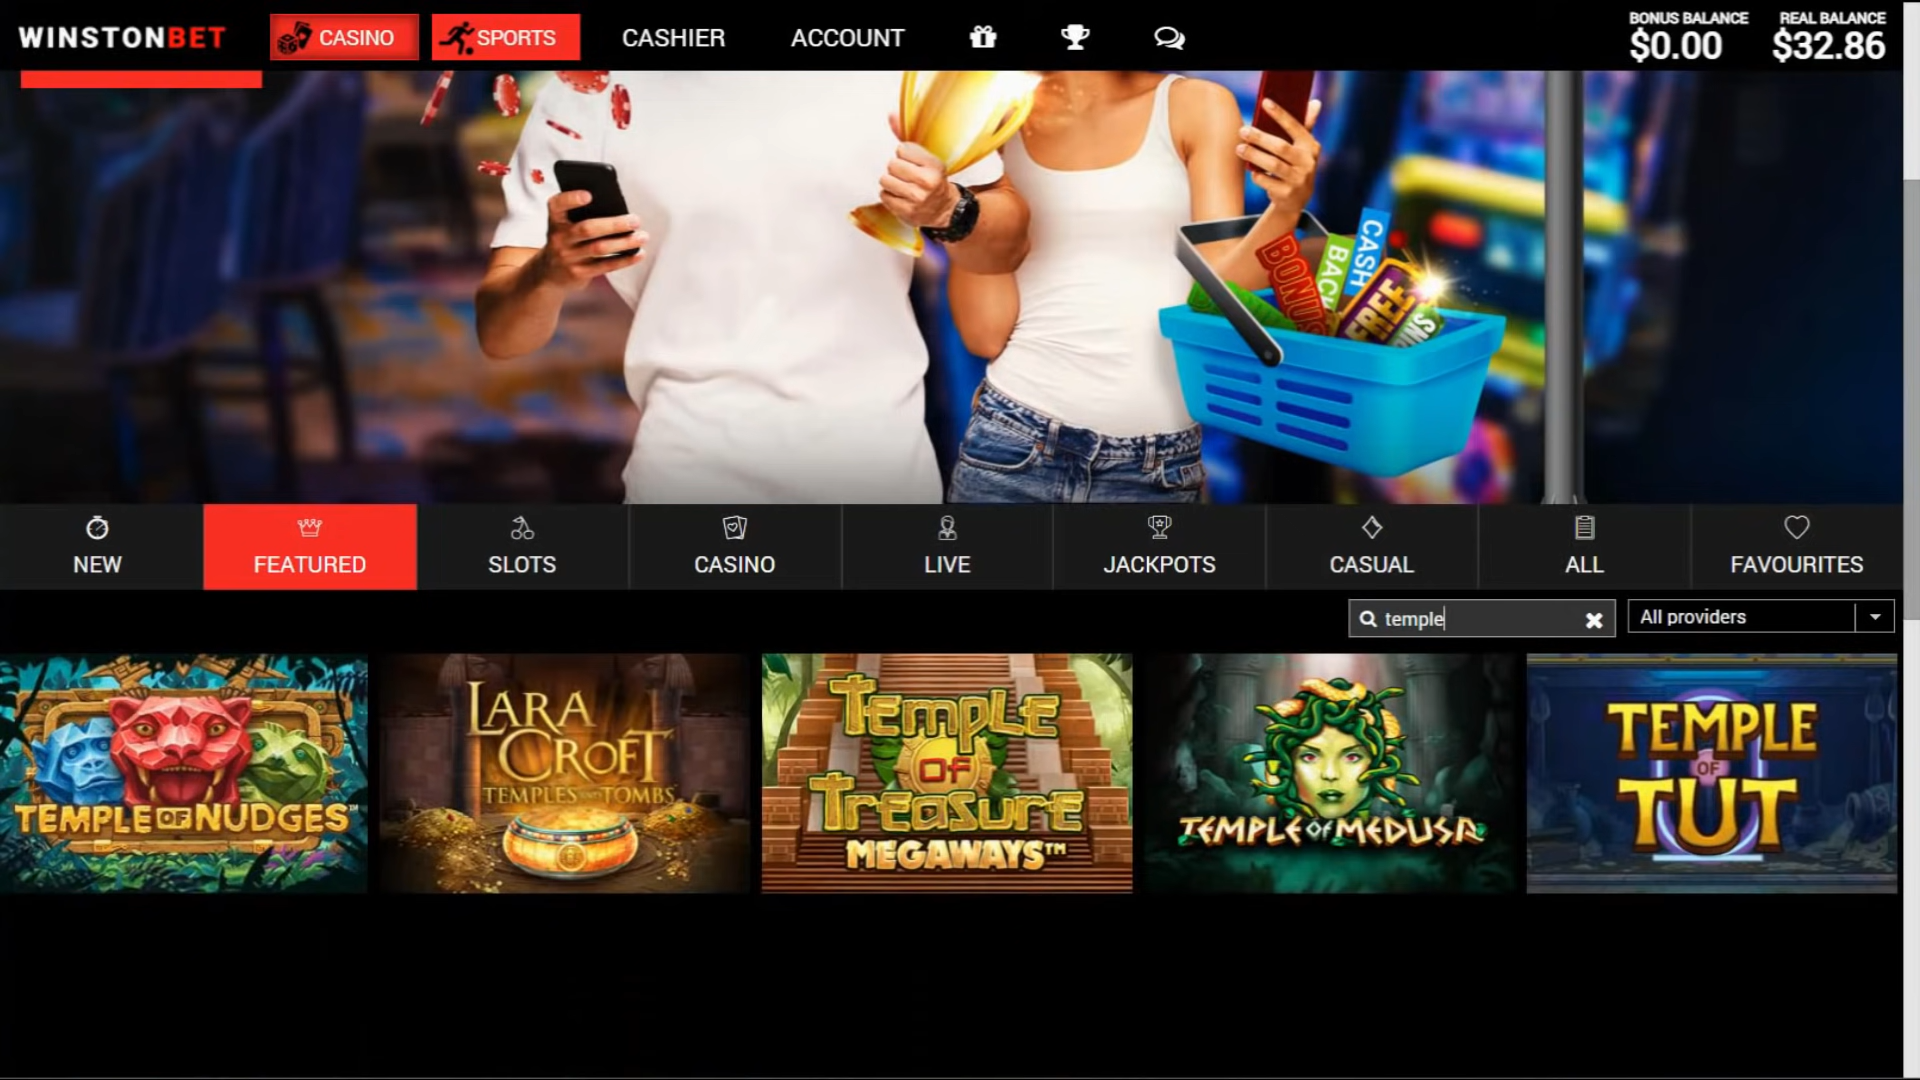 WINSTONBET
CASINO
SPORTS
CASHIER
ACCOUNT
BONUS BALANCE
$0.00
REAL BALANCE
$32.86
BONUS
BACK
CASH
FREE
NEW
FEATURED
SLOTS
CASINO
LIVE
JACKPOTS
CASUAL
ALL
FAVOURITES
temple
All providers
TEMPLE OF NUDGES™
LARA
CROFT
TEMPLES AND TOMBS
TEMPLE
OF
TREASURE
MEGAWAYS™
TEMPLE OF MEDUSA
TEMPLE
OF
TUT